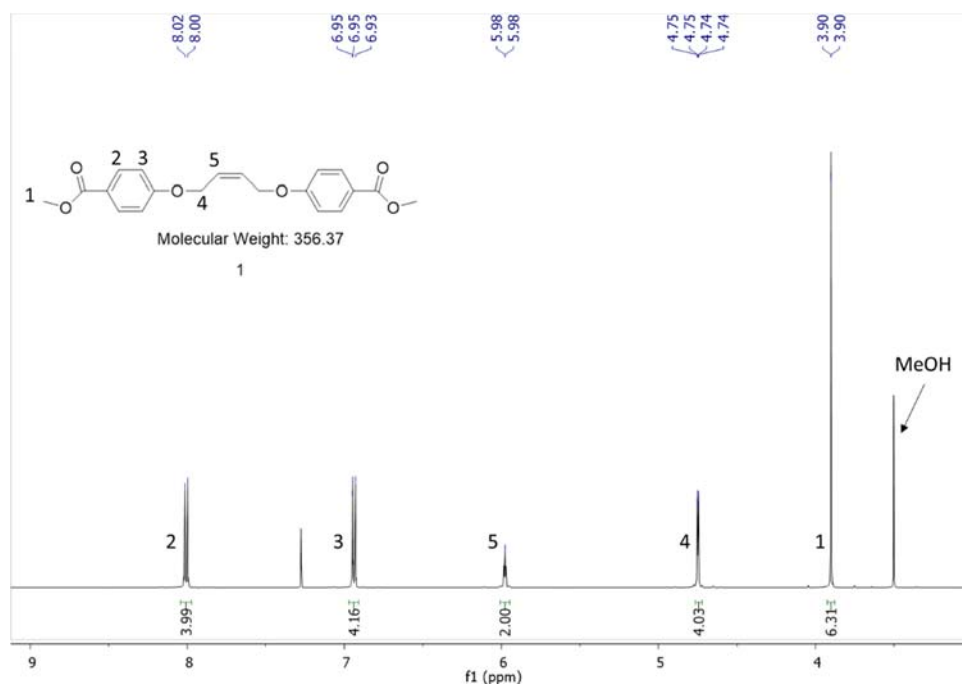 8.02
8.00
6.95
6.95
6.93
5.98
5.98
4.75
4.75
4.74
4.74
3.90
3.90
2 3 5
O O
1 O 4 O O
O
Molecular Weight: 356.37
1
MeOH
2 3 5 4 1
3.99 4.16 2.00 4.03 6.31
9 8 7 6 5 4
f1 (ppm)